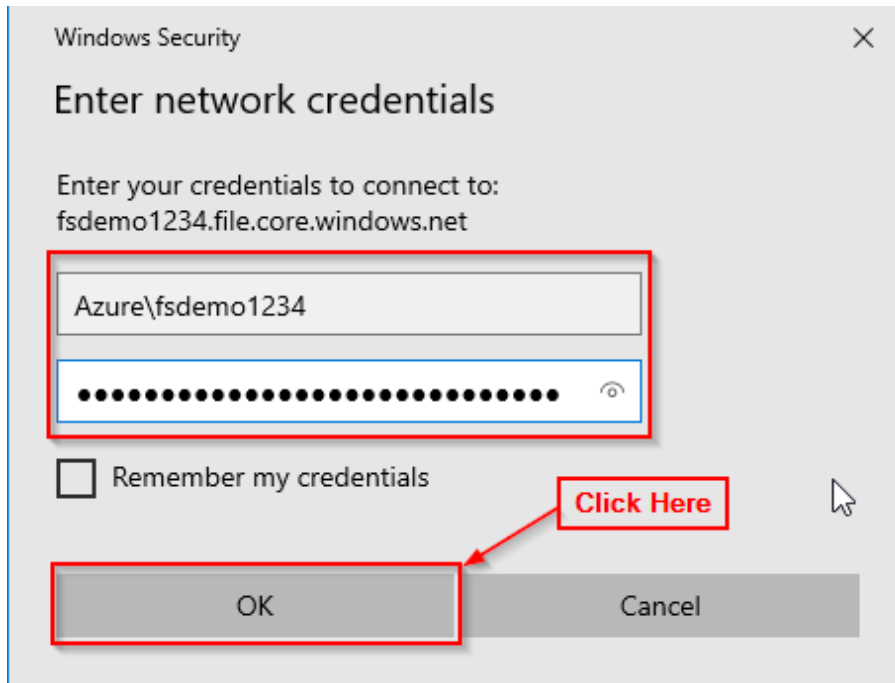 Windows Security
Enter network credentials
Enter your credentials to connect to:
fsdemo1234.file.core.windows.net
Azure\fsdemo1234
●●●●●●●●●●●●●●●●●●●●●●●●●●●●●
Remember my credentials
Click Here
OK Cancel